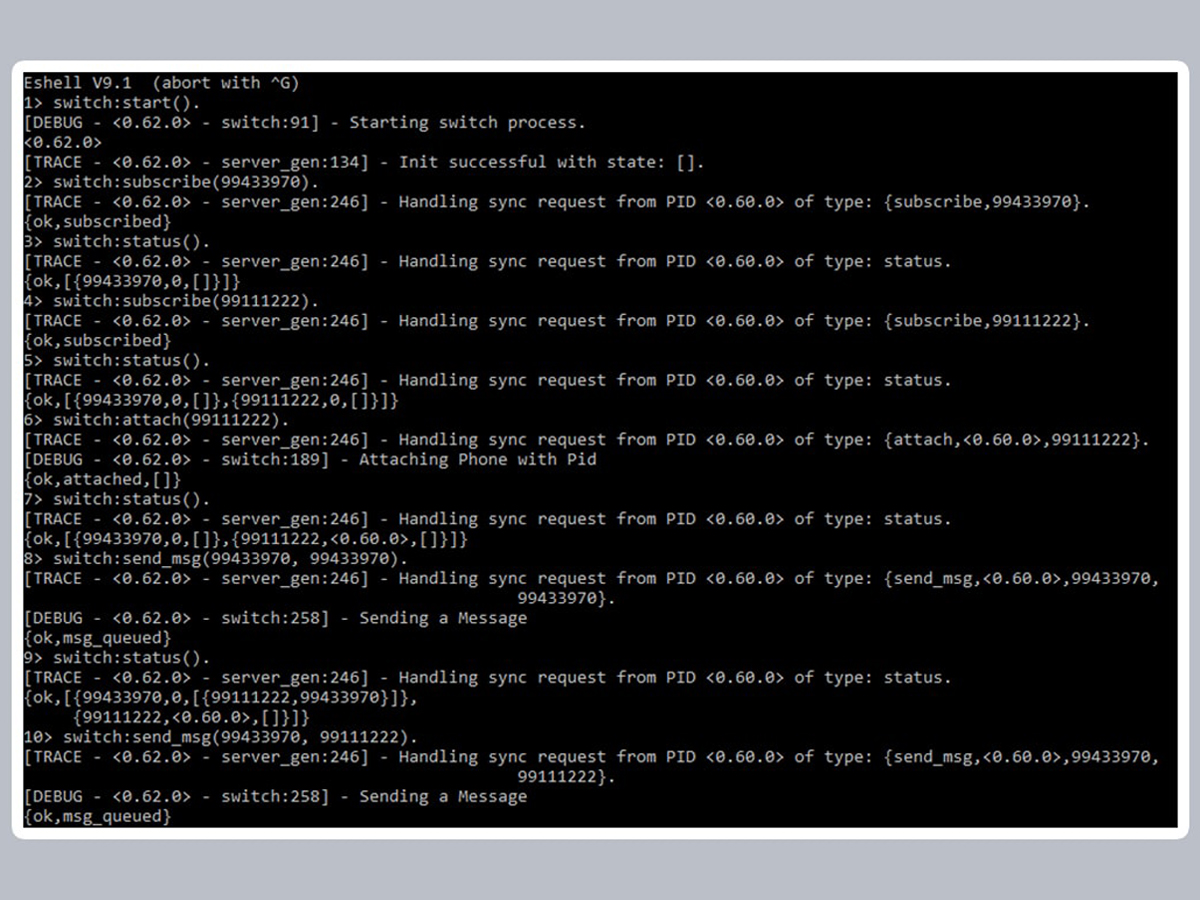 Eshell V9.1  (abort with ^G)
1> switch:start().
[DEBUG - <0.62.0> - switch:91] - Starting switch process.
<0.62.0>
[TRACE - <0.62.0> - server_gen:134] - Init successful with state: [].
2> switch:subscribe(99433970).
[TRACE - <0.62.0> - server_gen:246] - Handling sync request from PID <0.60.0> of type: {subscribe,99433970}.
{ok,subscribed}
3> switch:status().
[TRACE - <0.62.0> - server_gen:246] - Handling sync request from PID <0.60.0> of type: status.
{ok,[{99433970,0,[]}]}
4> switch:subscribe(99111222).
[TRACE - <0.62.0> - server_gen:246] - Handling sync request from PID <0.60.0> of type: {subscribe,99111222}.
{ok,subscribed}
5> switch:status().
[TRACE - <0.62.0> - server_gen:246] - Handling sync request from PID <0.60.0> of type: status.
{ok,[{99433970,0,[]},{99111222,0,[]}]}
6> switch:attach(99111222).
[TRACE - <0.62.0> - server_gen:246] - Handling sync request from PID <0.60.0> of type: {attach,<0.60.0>,99111222}.
[DEBUG - <0.62.0> - switch:189] - Attaching Phone with Pid
{ok,attached,[]}
7> switch:status().
[TRACE - <0.62.0> - server_gen:246] - Handling sync request from PID <0.60.0> of type: status.
{ok,[{99433970,0,[]},{99111222,<0.60.0>,[]}]}
8> switch:send_msg(99433970, 99433970).
[TRACE - <0.62.0> - server_gen:246] - Handling sync request from PID <0.60.0> of type: {send_msg,<0.60.0>,99433970,
99433970}.
[DEBUG - <0.62.0> - switch:258] - Sending a Message
{ok,msg_queued}
9> switch:status().
[TRACE - <0.62.0> - server_gen:246] - Handling sync request from PID <0.60.0> of type: status.
{ok,[{99433970,0,[{99111222,99433970}]},
{99111222,<0.60.0>,[]}]}
10> switch:send_msg(99433970, 99111222).
[TRACE - <0.62.0> - server_gen:246] - Handling sync request from PID <0.60.0> of type: {send_msg,<0.60.0>,99433970,
99111222}.
[DEBUG - <0.62.0> - switch:258] - Sending a Message
{ok,msg_queued}